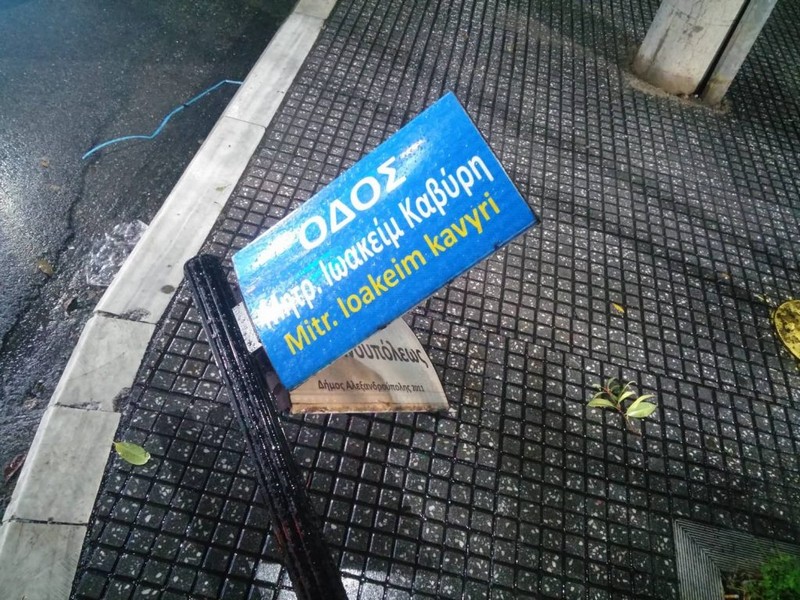 ΟΔΟΣ
Μητρ. Ιωακείμ Καβύρη
Mitr. Ioakeim kavyri
Δήμος Αλεξανδρούπολης 2012